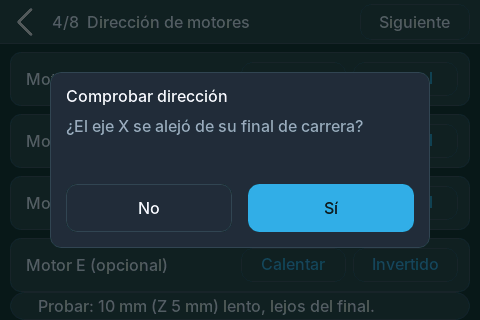 4/8 Dirección de motores
Siguiente
Comprobar dirección
¿El eje X se alejó de su final de carrera?
No
Sí
Motor E (opcional)
Calentar
Invertido
Probar: 10 mm (Z 5 mm) lento, lejos del final.